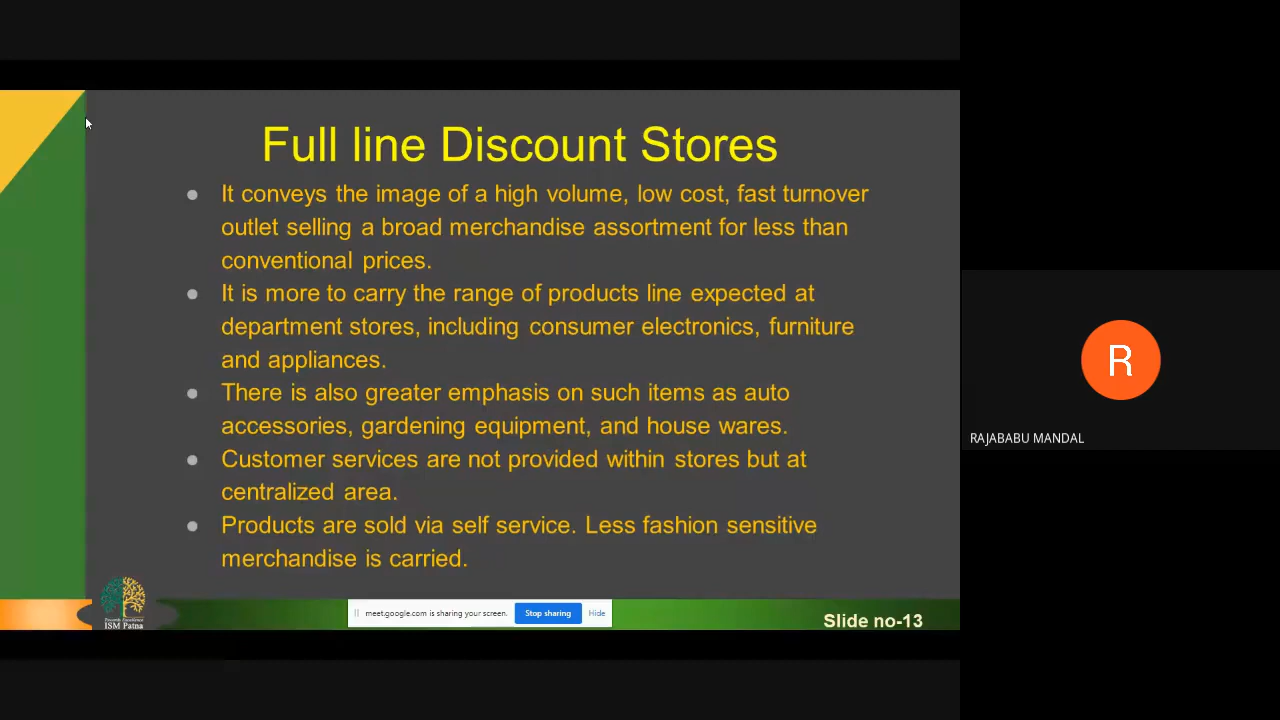 Full line Discount Stores
It conveys the image of a high volume, low cost, fast turnover
outlet selling a broad merchandise assortment for less than
conventional prices.
It is more to carry the range of products line expected at
department stores, including consumer electronics, furniture
and appliances.
There is also greater emphasis on such items as auto
accessories, gardening equipment, and house wares.
Customer services are not provided within stores but at
centralized area.
Products are sold via self service. Less fashion sensitive
merchandise is carried.
R
RAJABABU MANDAL
Towards Excellence
ISM Patna
meet.google.com is sharing your screen.
Stop sharing
Hide
Slide no-13